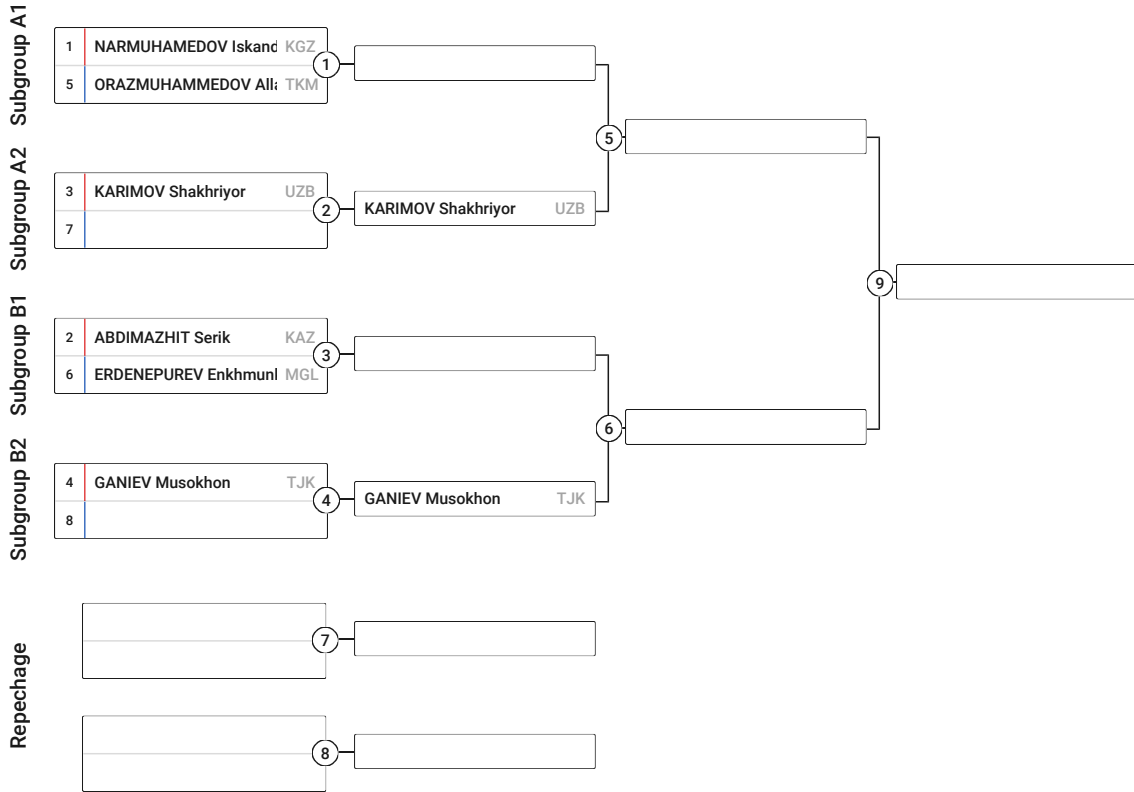 Subgroup A1
1 NARMUHAMEDOV Iskand KGZ
5 ORAZMUHAMMEDOV Alla TKM
1
5
Subgroup A2
3 KARIMOV Shakhriyor UZB
7
2
KARIMOV Shakhriyor UZB
9
Subgroup B1
2 ABDIMAZHIT Serik KAZ
6 ERDENEPUREV Enkhmunl MGL
3
6
Subgroup B2
4 GANIEV Musokhon TJK
8
4
GANIEV Musokhon TJK
Repechage
7
8